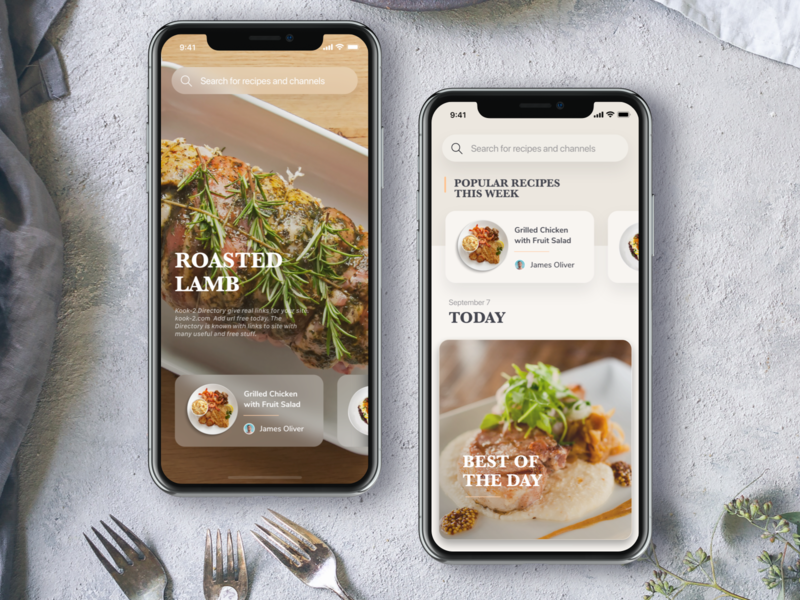 9:41
Search for recipes and channels
ROASTED
LAMB
Kook-2 Directory give real links for your site
kook-2.com. Add url free today. The
Directory is known with links to site with
many useful and free stuff.
Grilled Chicken
with Fruit Salad
James Oliver
9:41
Search for recipes and channels
POPULAR RECIPES
THIS WEEK
Grilled Chicken
with Fruit Salad
James Oliver
September 7
TODAY
BEST OF
THE DAY